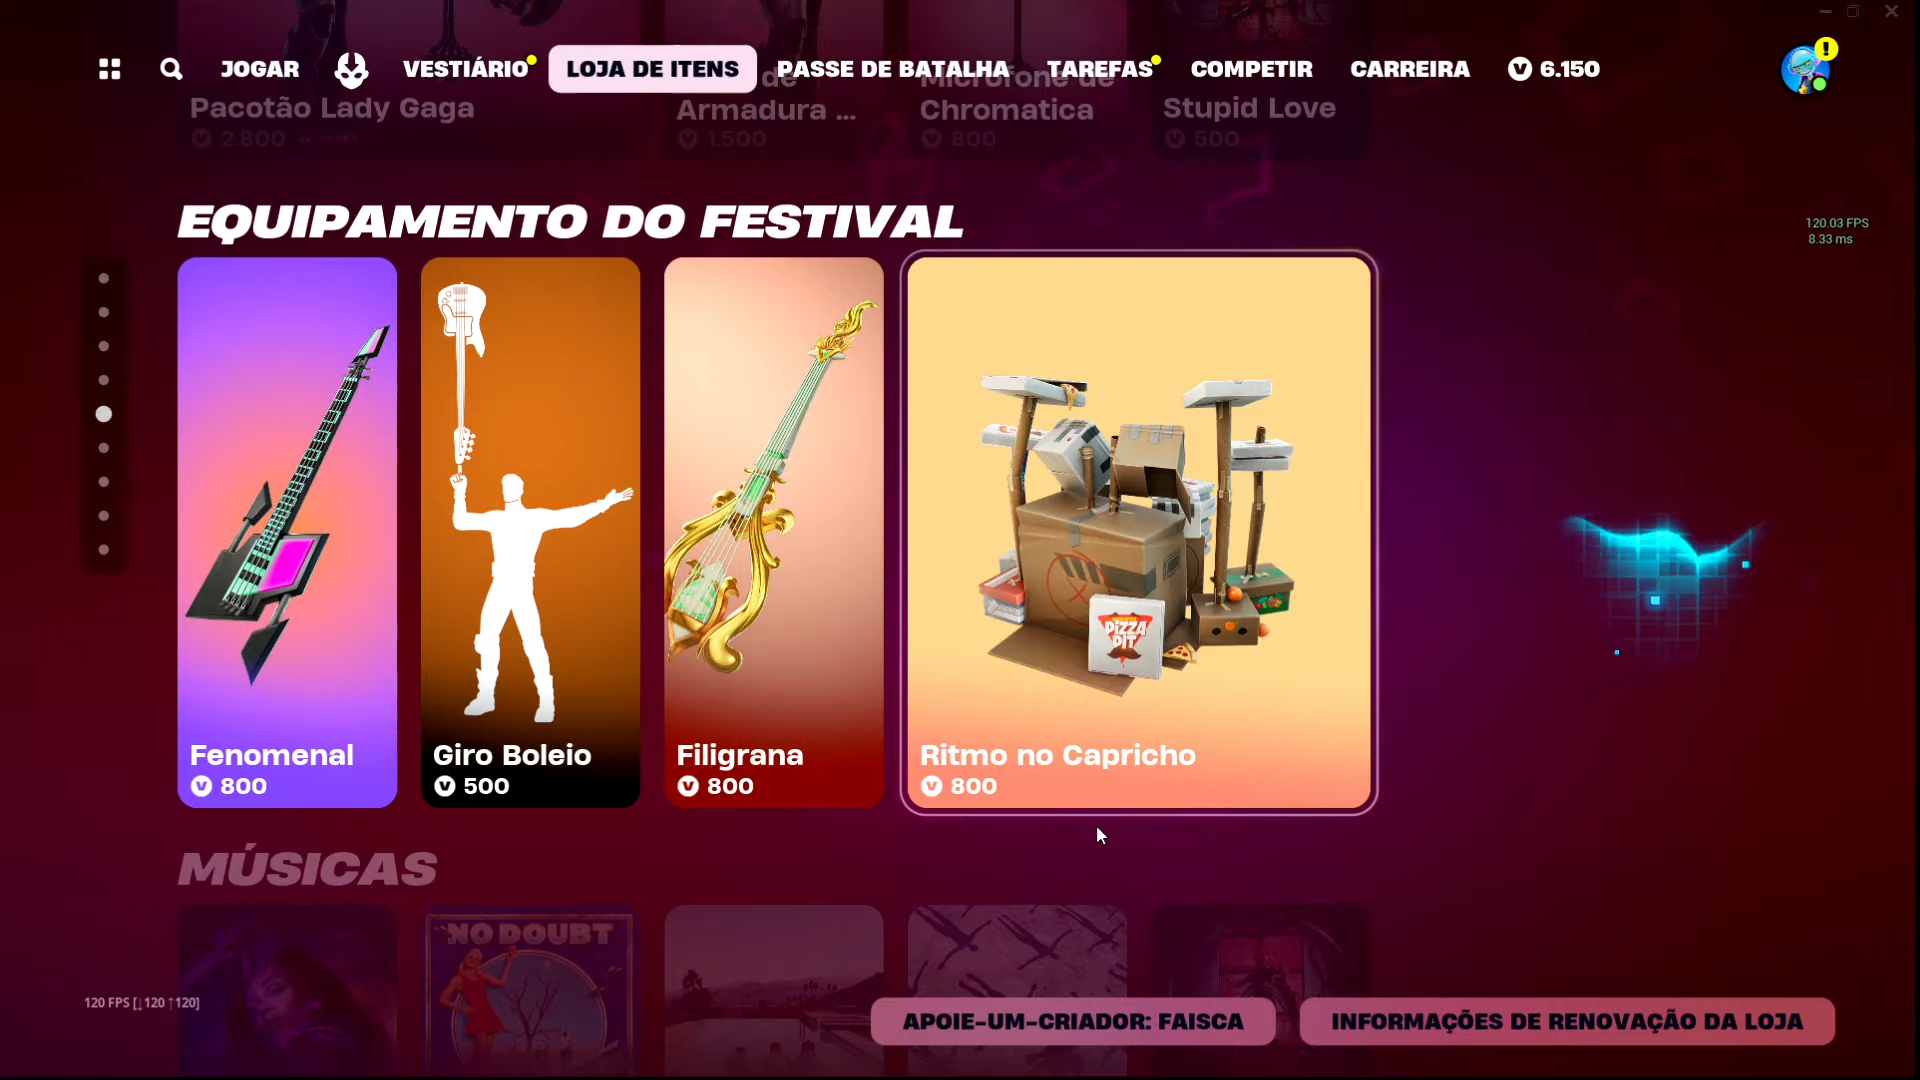 JOGAR
VESTIÁRIO
LOJA DE ITENS
PASSE DE BATALHA
TAREFAS
COMPETIR
CARREIRA
6.150
Pacotão Lady Gaga
2.800
de
Armadura ...
1.500
Microfone de
Chromatica
800
Stupid Love
500
EQUIPAMENTO DO FESTIVAL
120.03 FPS
8.33 ms
Fenomenal
800
Giro Boleio
500
Filigrana
800
PIZZA
PIT
Ritmo no Capricho
800
MÚSICAS
NO DOUBT
120 FPS [↓120 ↑120]
APOIE-UM-CRIADOR: FAISCA
INFORMAÇÕES DE RENOVAÇÃO DA LOJA